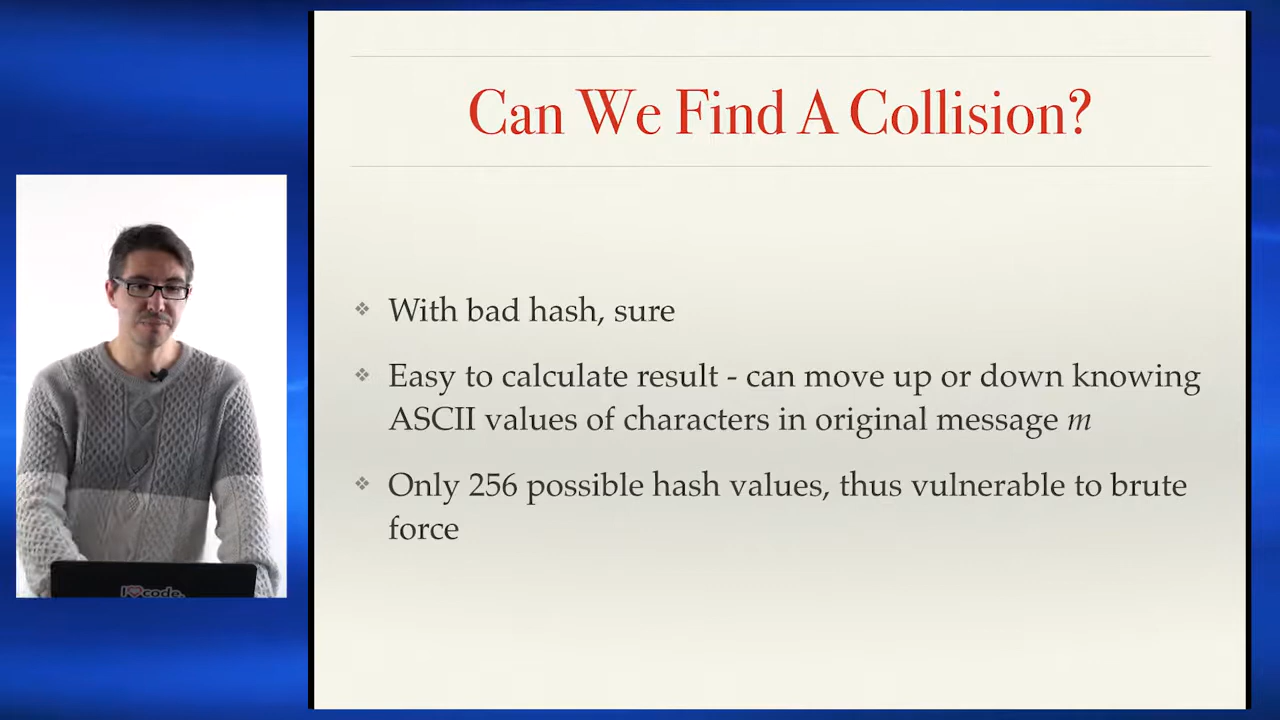 Can We Find A Collision?
With bad hash, sure
Easy to calculate result - can move up or down knowing
ASCII values of characters in original message m
Only 256 possible hash values, thus vulnerable to brute
force
I❤code.